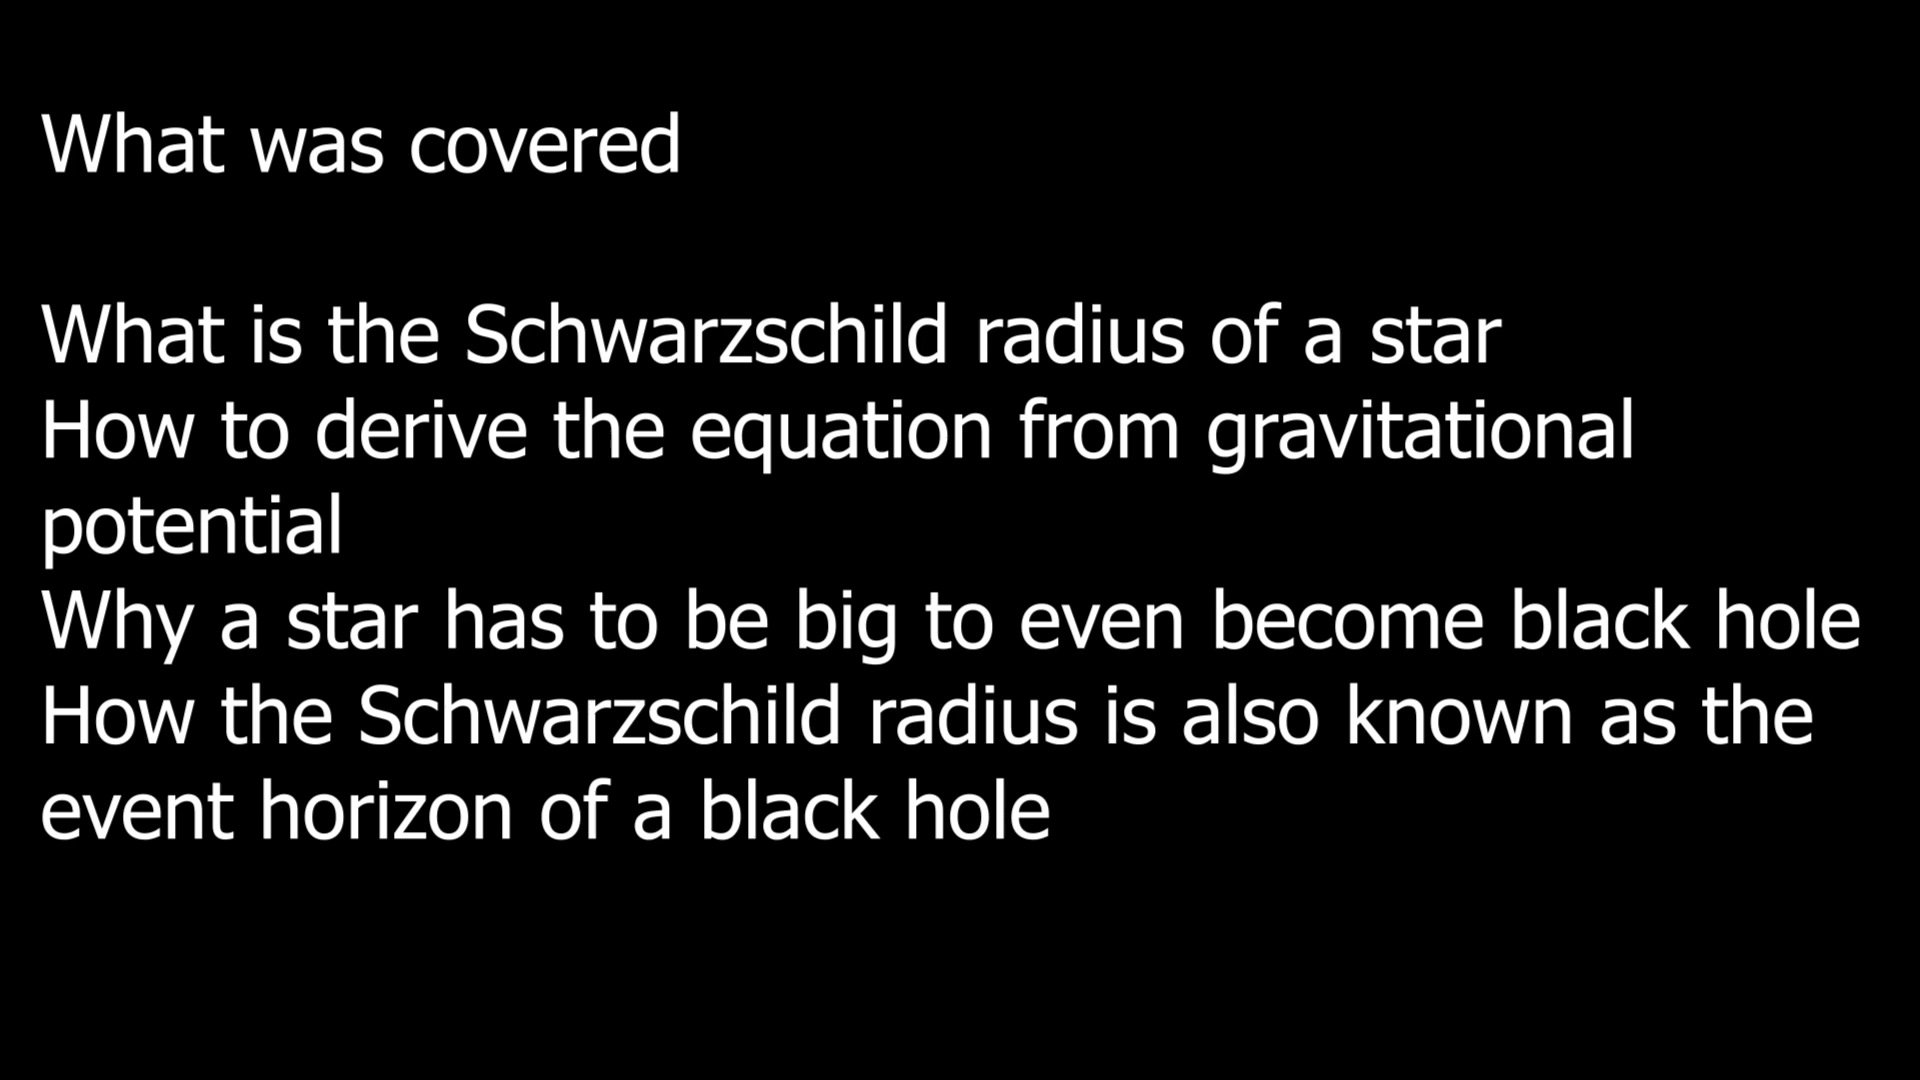 What was covered
What is the Schwarzschild radius of a star
How to derive the equation from gravitational
potential
Why a star has to be big to even become black hole
How the Schwarzschild radius is also known as the
event horizon of a black hole